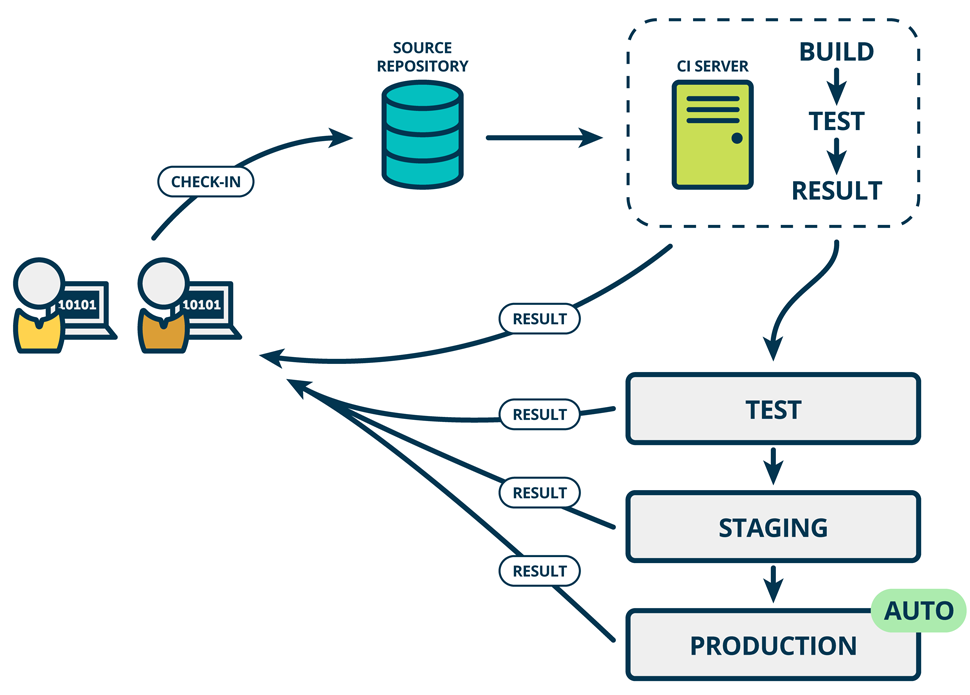 SOURCE
REPOSITORY
CI SERVER
BUILD
TEST
RESULT
CHECK-IN
10101
10101
RESULT
TEST
RESULT
RESULT
STAGING
RESULT
AUTO
PRODUCTION